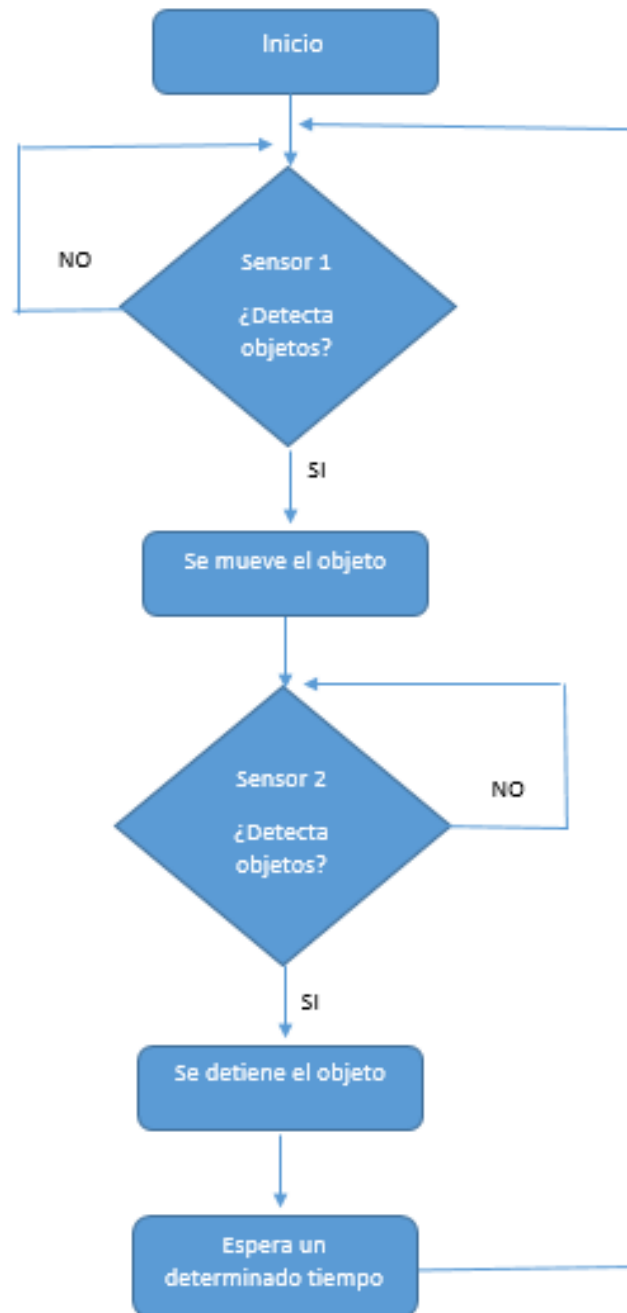 Inicio
NO
Sensor 1
¿Detecta
objetos?
SI
Se mueve el objeto
Sensor 2
NO
¿Detecta
objetos?
SI
Se detiene el objeto
Espera un
determinado tiempo